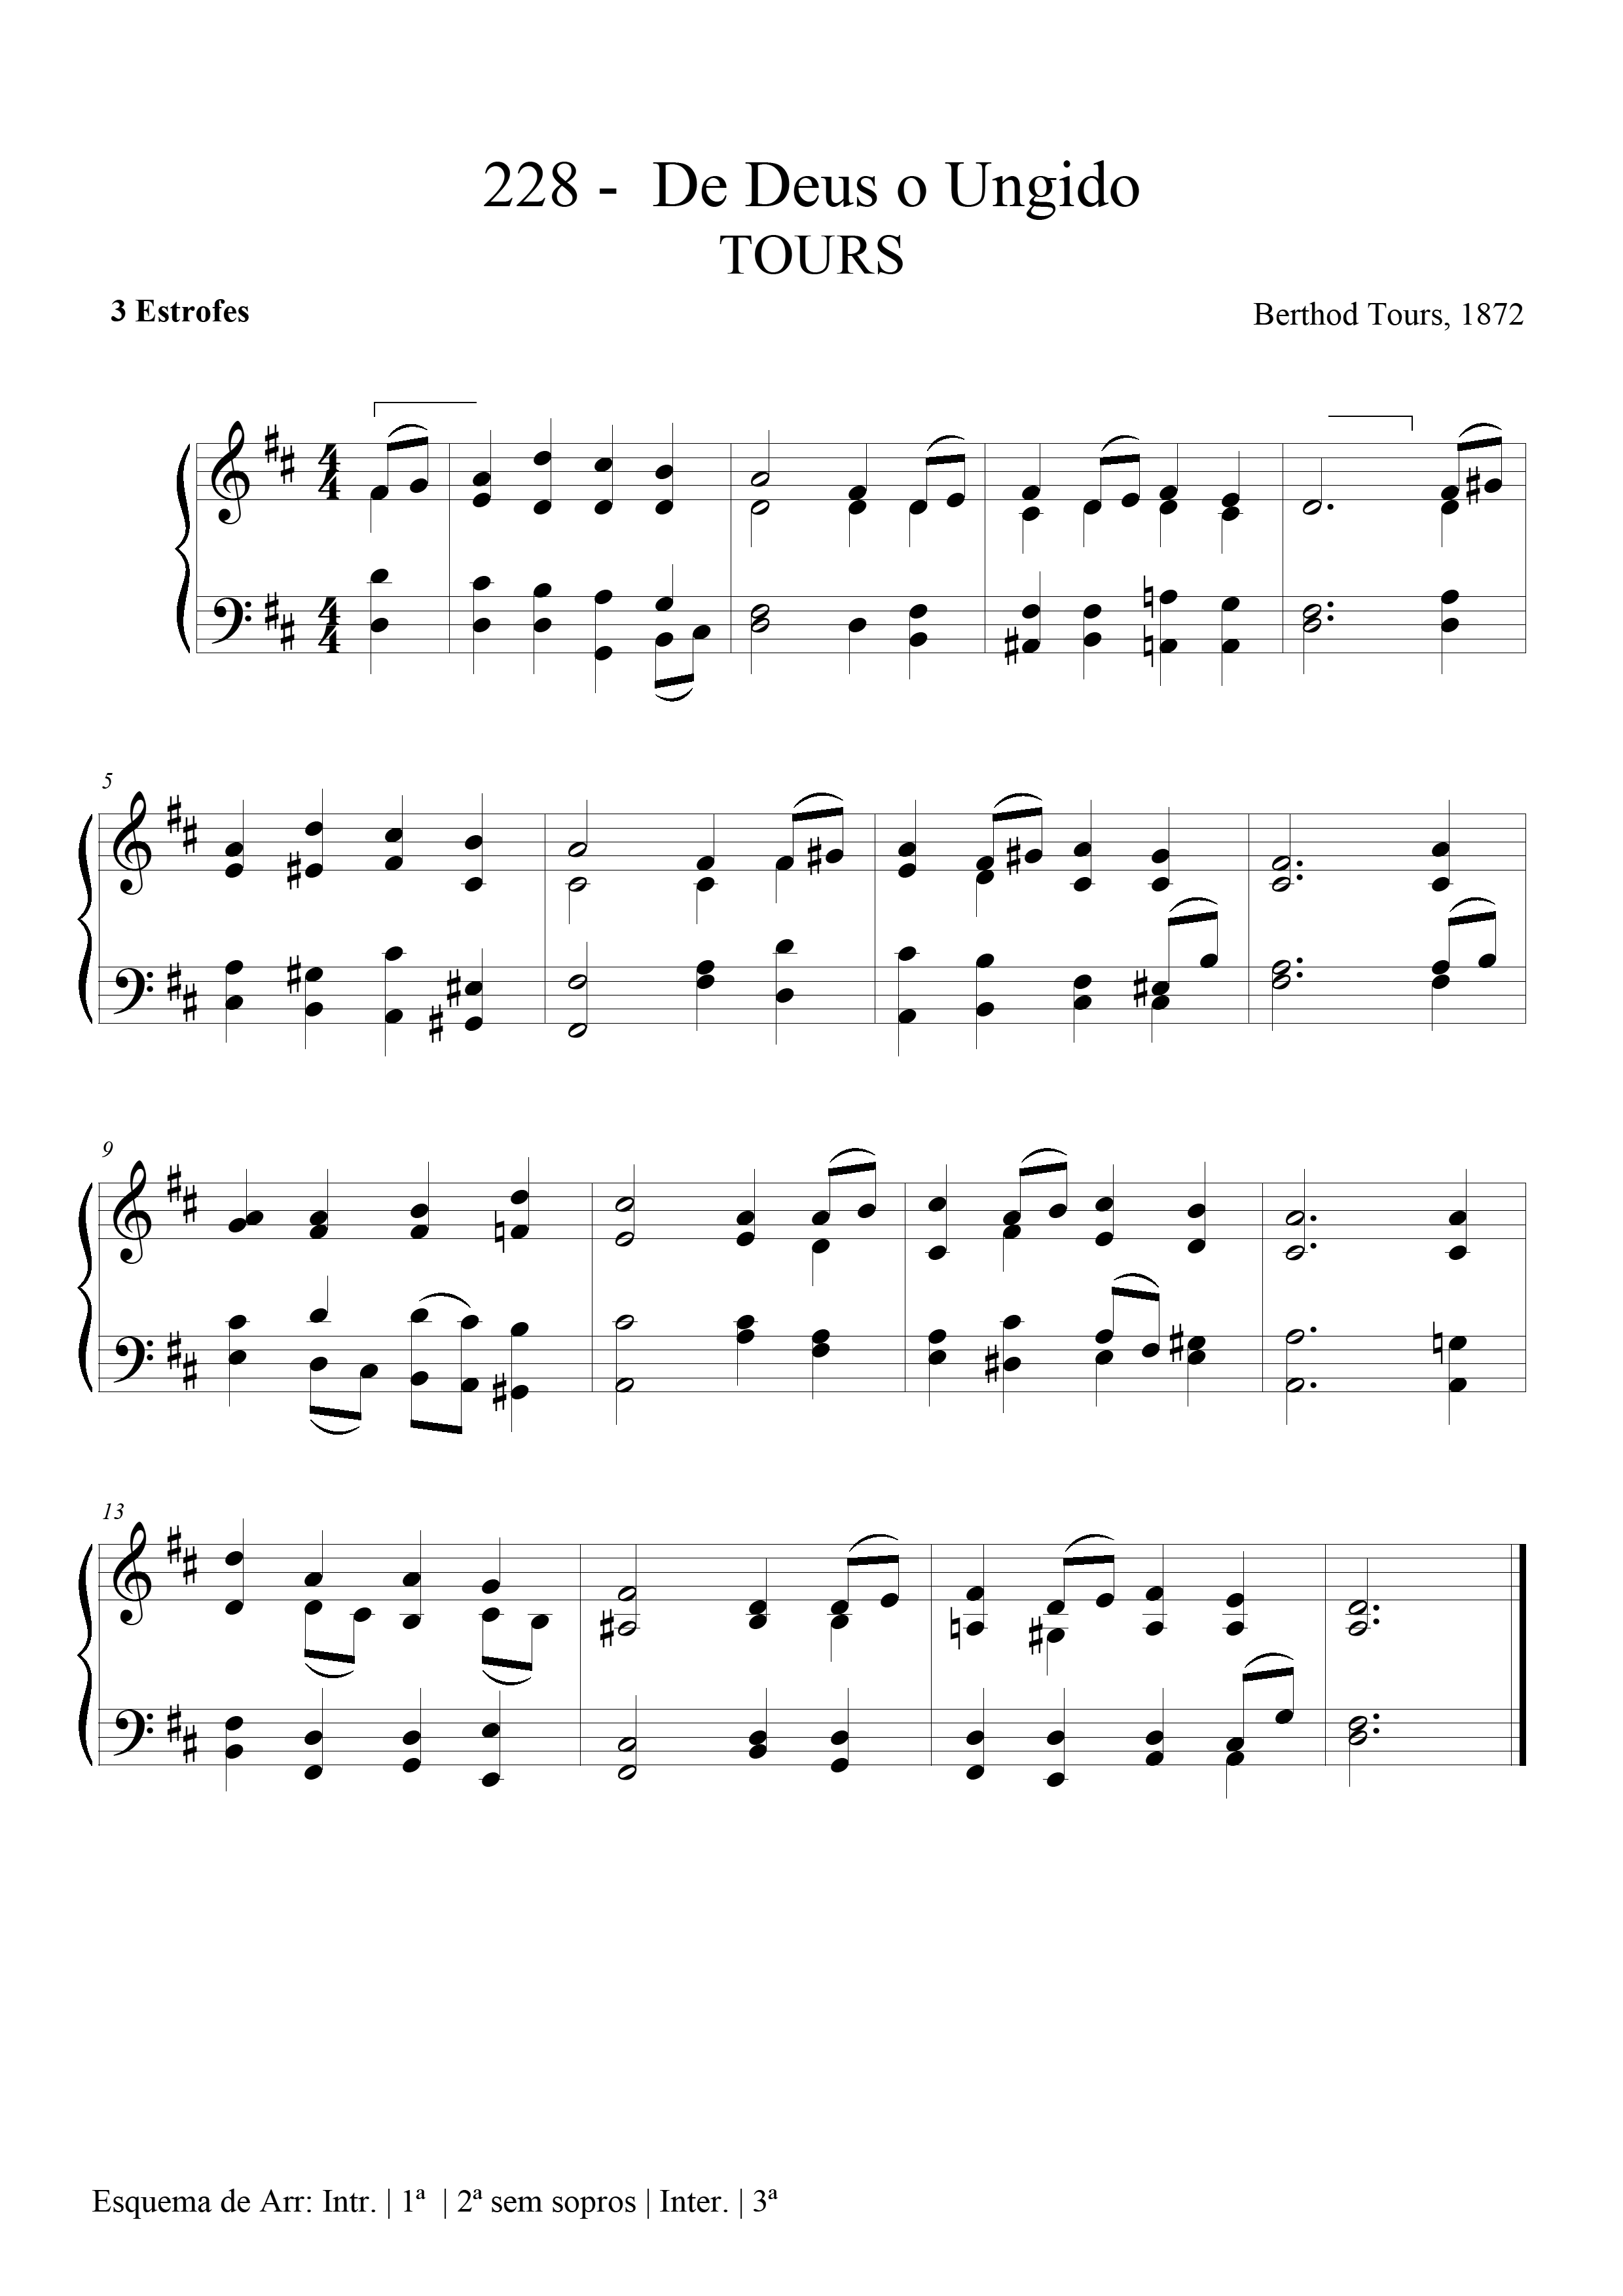 228 -  De Deus o Ungido
TOURS
3 Estrofes
Berthod Tours, 1872
5
9
13
Esquema de Arr: Intr. | 1ª  | 2ª sem sopros | Inter. | 3ª